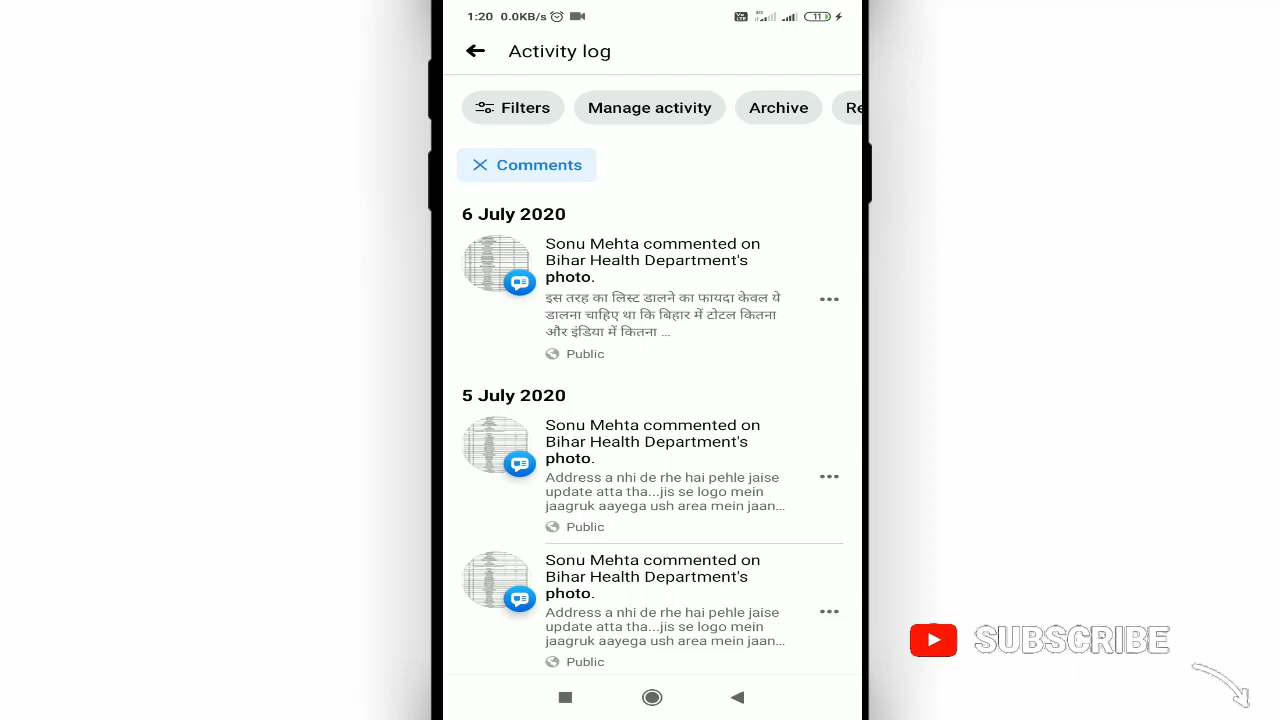 1:20 0.0KB/s 4G 11
Activity log
Filters Manage activity Archive Re
Comments
6 July 2020
Sonu Mehta commented on
Bihar Health Department's
photo.
इस तरह का लिस्ट डालने का फायदा केवल ये
डालना चाहिए था कि बिहार में टोटल कितना
और इंडिया में कितना ...
Public
5 July 2020
Sonu Mehta commented on
Bihar Health Department's
photo.
Address a nhi de rhe hai pehle jaise
update atta tha...jis se logo mein
jaagruk aayega ush area mein jaan...
Public
Sonu Mehta commented on
Bihar Health Department's
photo.
Address a nhi de rhe hai pehle jaise
update atta tha...jis se logo mein
jaagruk aayega ush area mein jaan...
Public
SUBSCRIBE